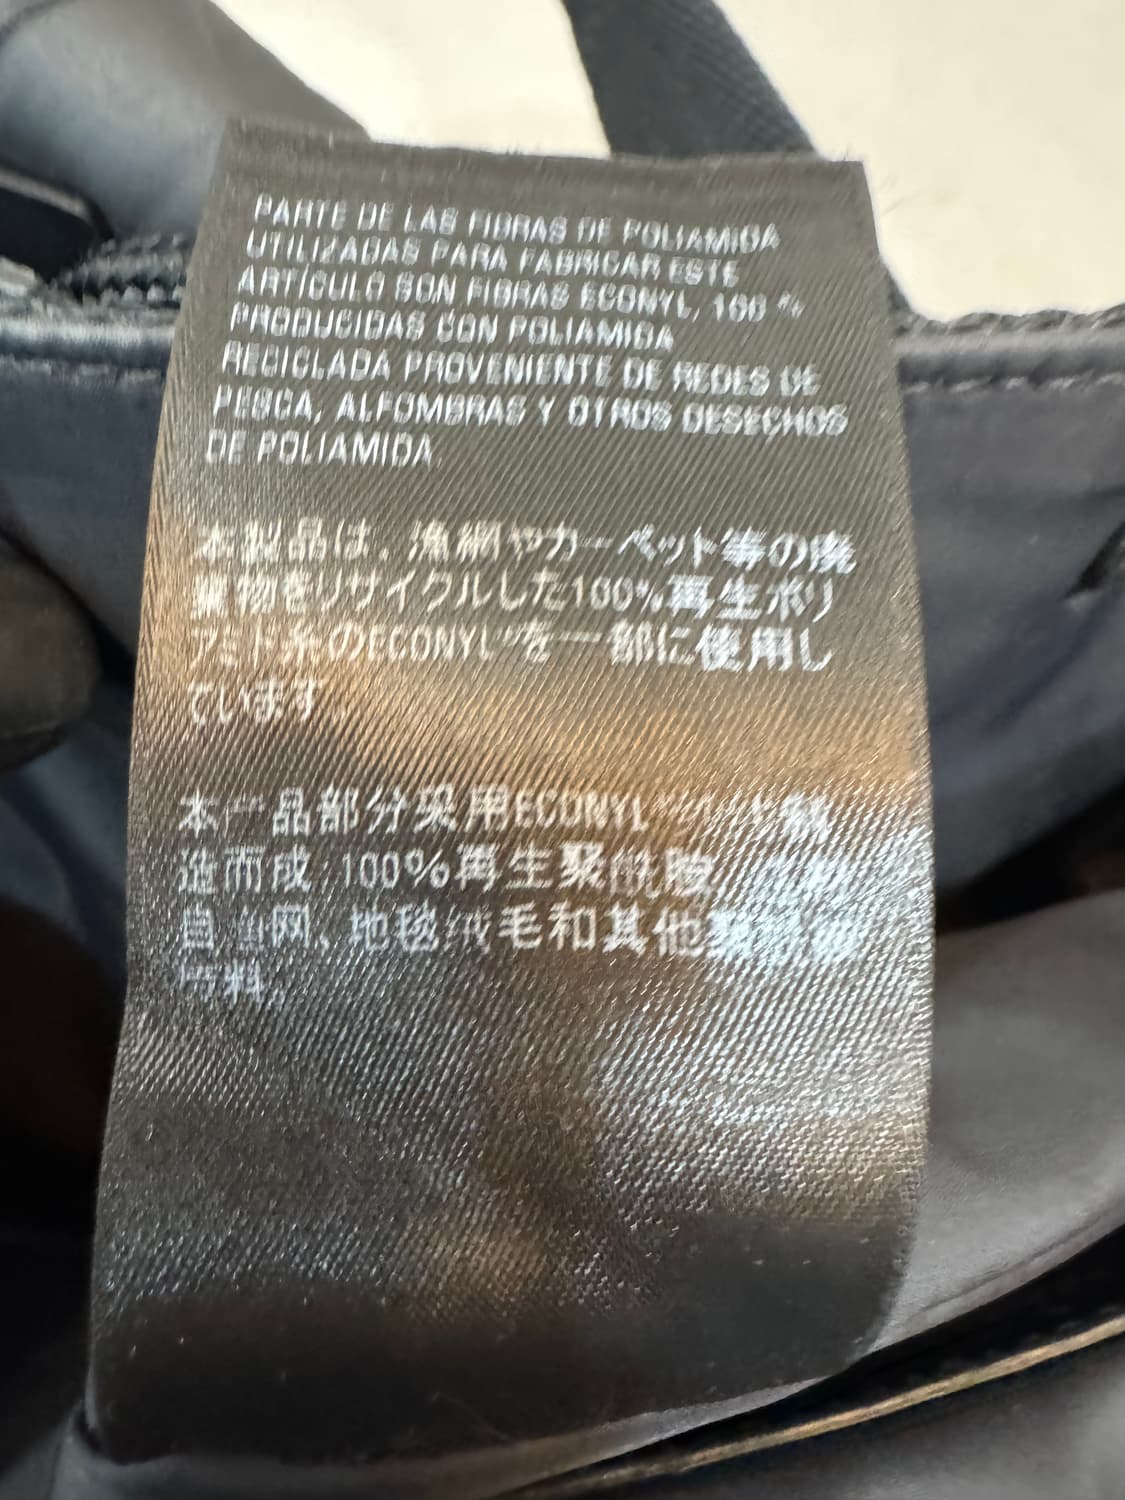 PARTE DE LAS FIBRAS DE POLIAMIDA
UTILIZADAS PARA FABRICAR ESTE
ARTÍCULO SON FIBRAS ECONYL, 100 %
PRODUCIDAS CON POLIAMIDA
RECICLADA PROVENIENTE DE REDES DE
PESCA, ALFOMBRAS Y OTROS DESECHOS
DE POLIAMIDA
本製品は、漁網やカーペット等の廃
棄物をリサイクルした100%再生ポリ
アミド糸のECONYL®を一部に使用し
ています。
品部分采用ECONYL
造而成 100%再生聚酰胺
网、地毯绒毛和其他